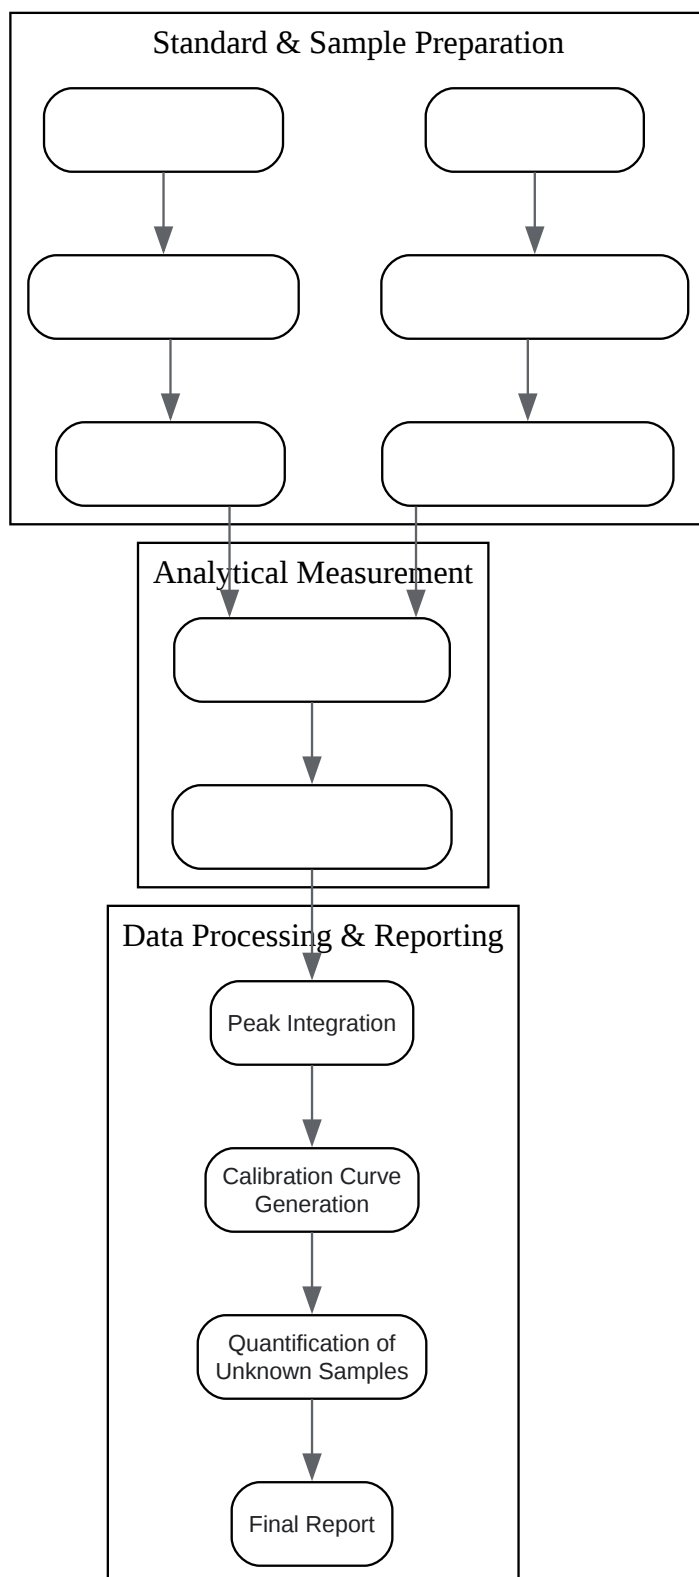 Standard & Sample Preparation
Analytical Measurement
Data Processing & Reporting
Peak Integration
Calibration Curve
Generation
Quantification of
Unknown Samples
Final Report